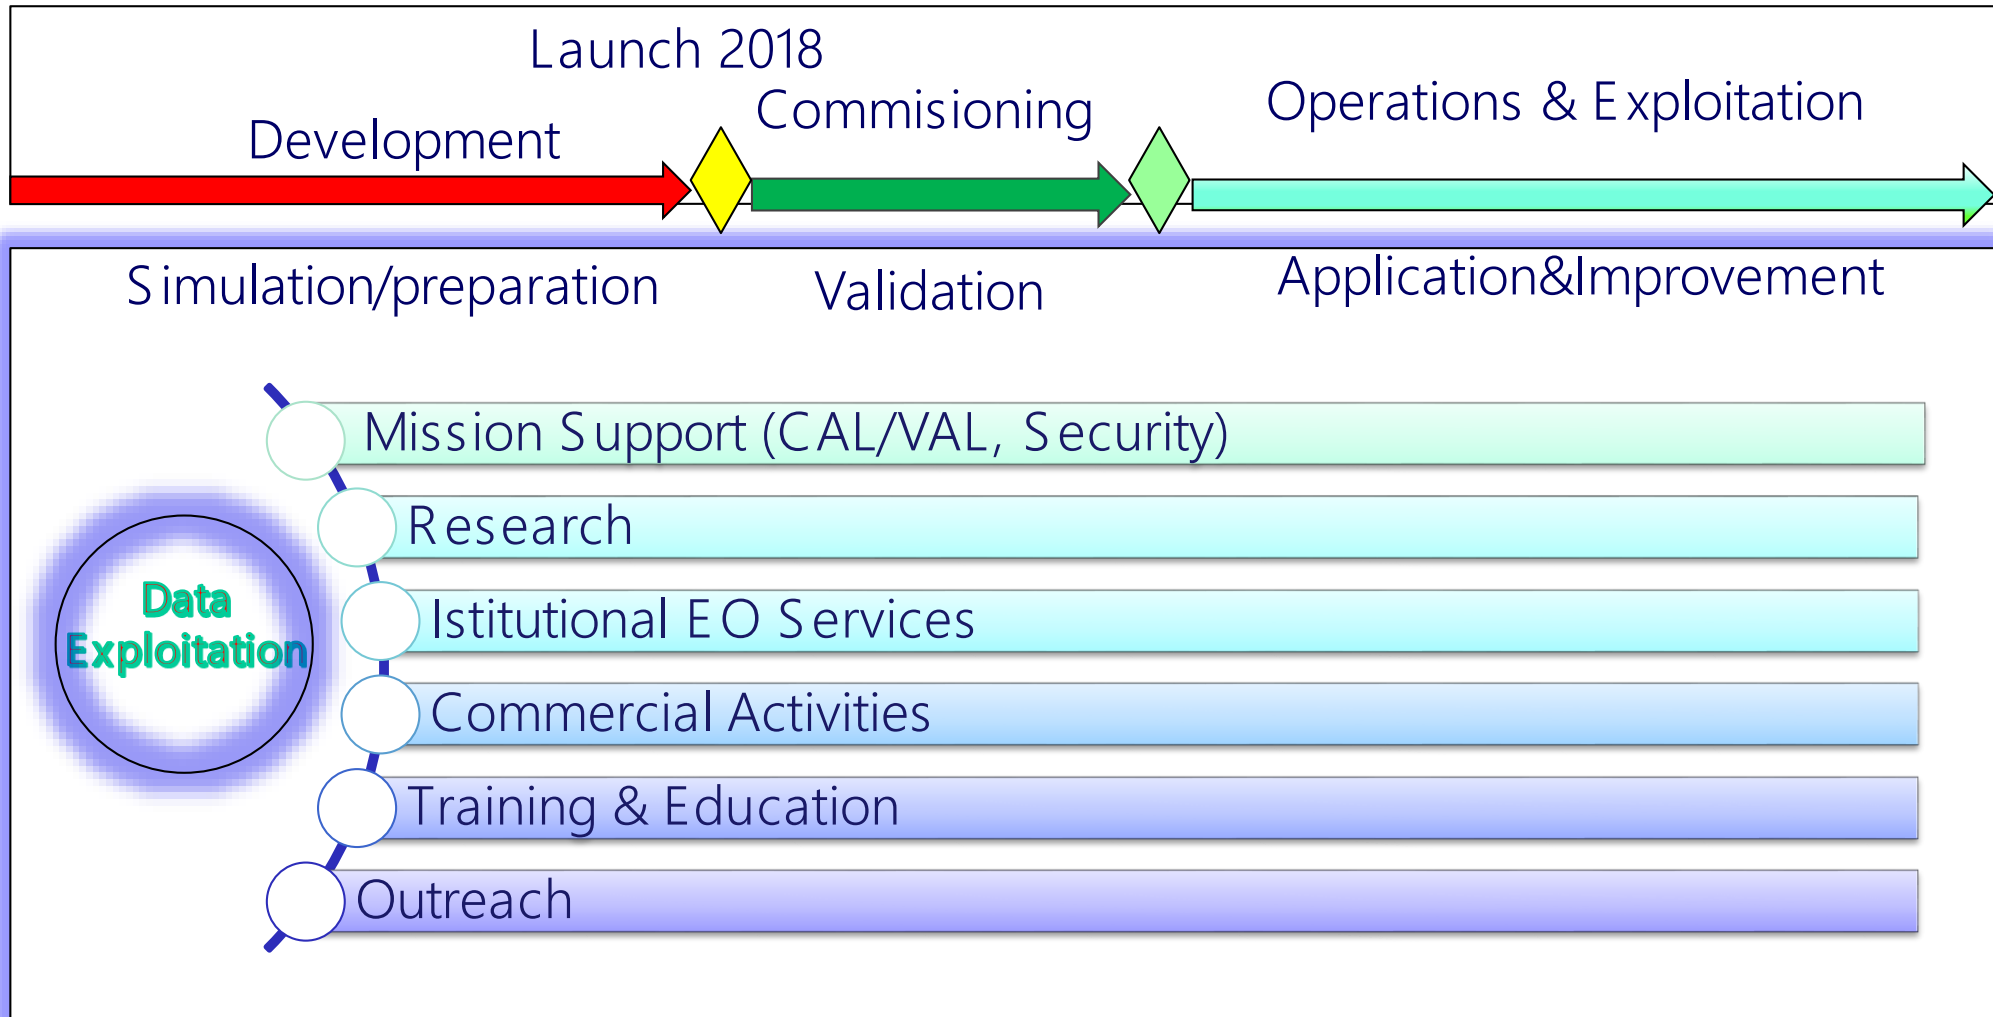 Launch 2018
Development
Commisioning
Operations & Exploitation
Simulation/preparation
Validation
Application&Improvement
Mission Support (CAL/VAL, Security)
Research
Istitutional EO Services
Commercial Activities
Training & Education
Outreach
Data
Exploitation